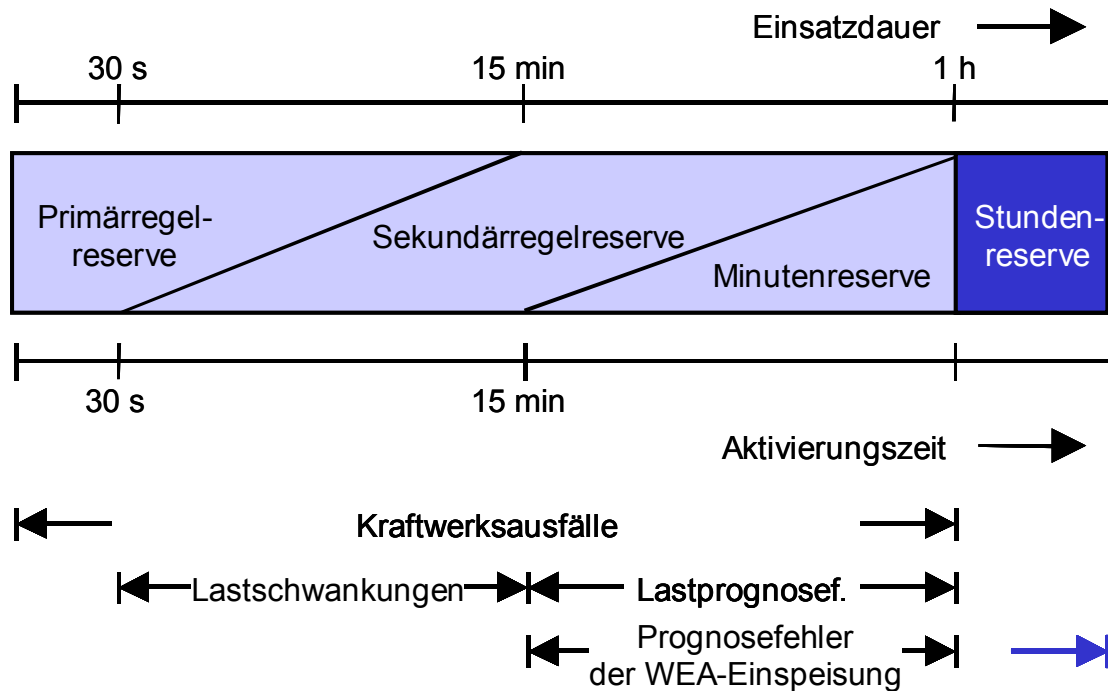 Einsatzdauer
30 s
15 min
1 h
Primärregel-
reserve
Sekundärregelreserve
Minutenreserve
Stunden-
reserve
30 s
15 min
Aktivierungszeit
Kraftwerksausfälle
Lastschwankungen
Lastprognosef.
Prognosefehler
der WEA-Einspeisung